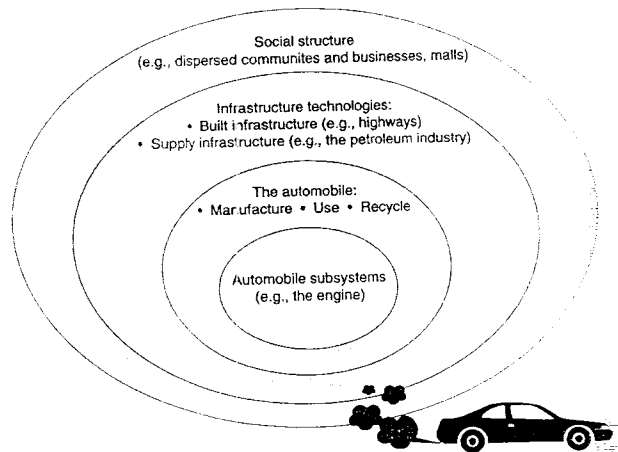 Social structure
(e.g., dispersed communites and businesses, malls)
Infrastructure technologies:
• Built infrastructure (e.g., highways)
• Supply infrastructure (e.g., the petroleum industry)
The automobile:
• Manufacture • Use • Recycle
Automobile subsystems
(e.g., the engine)